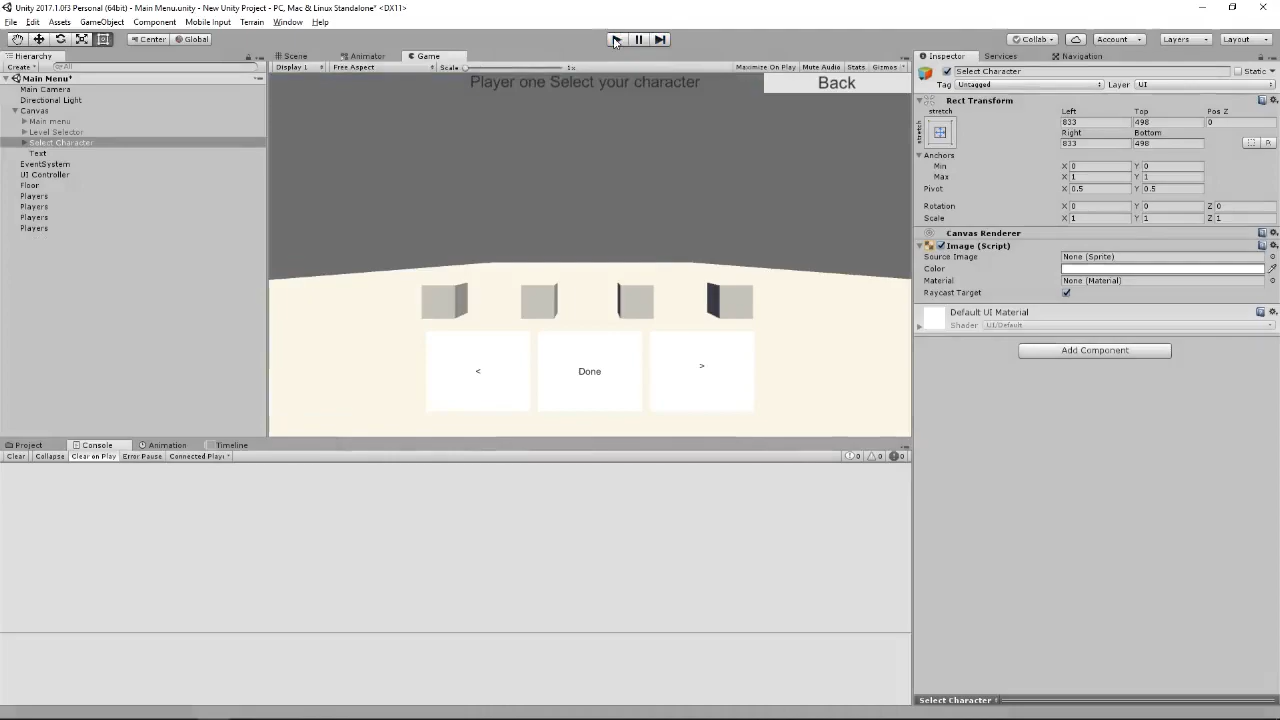 Unity 2017.1.0f3 Personal (64bit) - Main Menu.unity - New Unity Project - PC, Mac & Linux Standalone* <DX11>
File Edit Assets GameObject Component Mobile Input Terrain Window Help
Center Global Collab Account Layers Layout
Hierarchy Scene Animator Game Inspector Services Navigation
Create All Display 1 Free Aspect Scale 1x Maximize On Play Mute Audio Stats Gizmos
Select Character Static
Tag Untagged Layer UI
Main Menu*
Main Camera
Directional Light
Canvas
Main menu
Level Selector
Select Character
Text
EventSystem
UI Controller
Floor
Players
Players
Players
Players
Player one Select your character
Back
<
Done
>
Rect Transform
stretch
stretch
Left Top Pos Z
833 498 0
Right Bottom
833 498
R
Anchors
Min X 0 Y 0
Max X 1 Y 1
Pivot X 0.5 Y 0.5
Rotation X 0 Y 0 Z 0
Scale X 1 Y 1 Z 1
Canvas Renderer
Image (Script)
Source Image None (Sprite)
Color
Material None (Material)
Raycast Target
Default UI Material
Shader UI/Default
Add Component
Project Console Animation Timeline
Clear Collapse Clear on Play Error Pause Connected Playe 0 0 0
Select Character